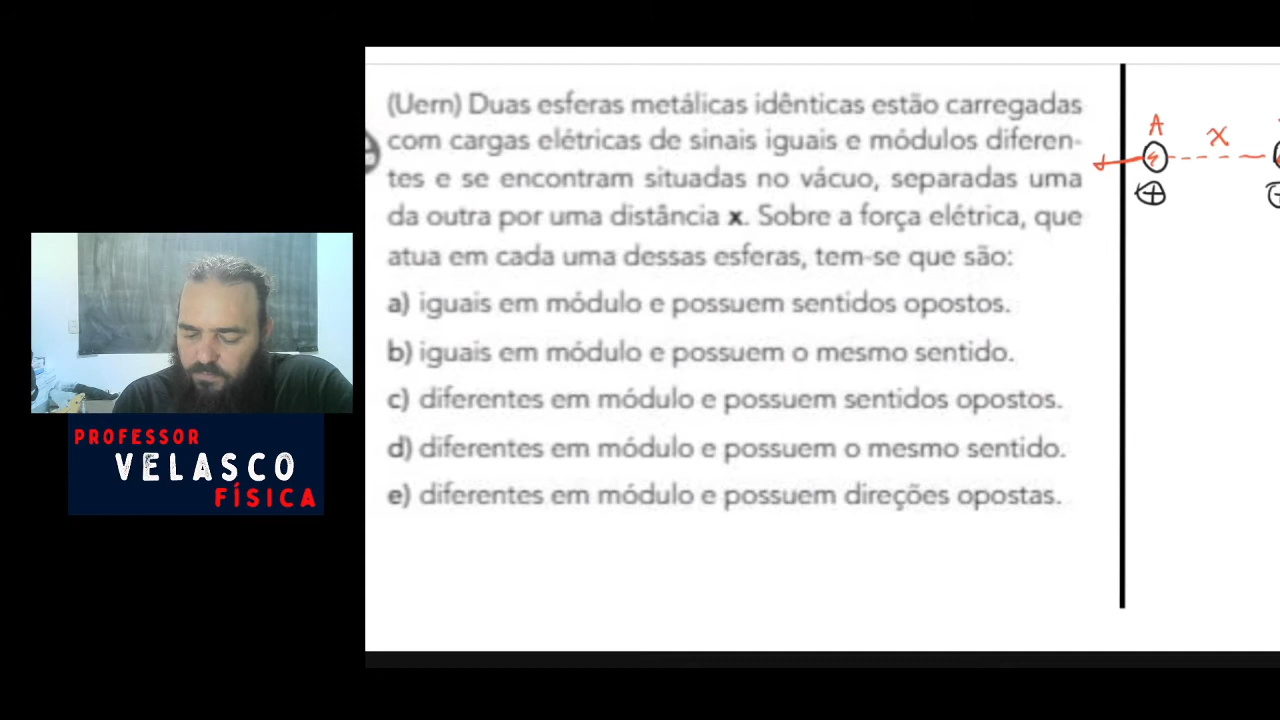 (Uern) Duas esferas metálicas idênticas estão carregadas
com cargas elétricas de sinais iguais e módulos diferen-
tes e se encontram situadas no vácuo, separadas uma
da outra por uma distância x. Sobre a força elétrica, que
atua em cada uma dessas esferas, tem-se que são:
a) iguais em módulo e possuem sentidos opostos.
b) iguais em módulo e possuem o mesmo sentido.
c) diferentes em módulo e possuem sentidos opostos.
d) diferentes em módulo e possuem o mesmo sentido.
e) diferentes em módulo e possuem direções opostas.
A x
+
PROFESSOR
VELASCO
FÍSICA